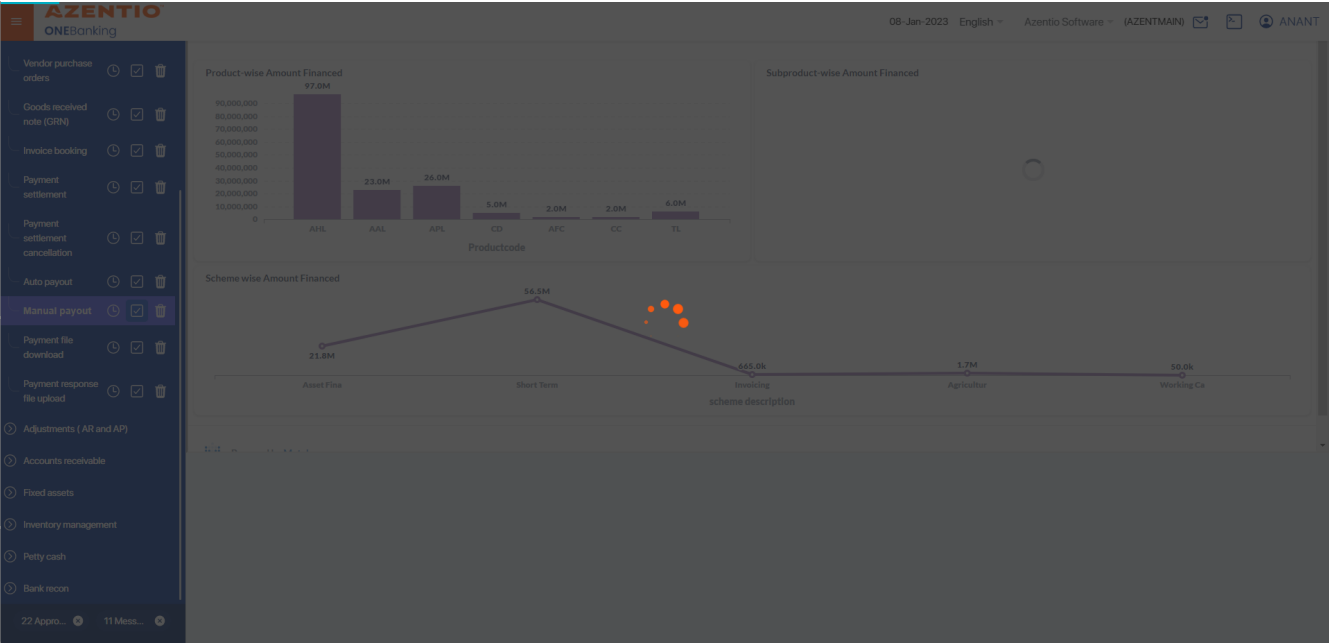 AZENTIO
ONEBanking
08-Jan-2023 English Azentio Software (AZENTMAIN) ANANT
Vendor purchase
orders
Goods received
note (GRN)
Invoice booking
Payment
settlement
Payment
settlement
cancellation
Auto payout
Manual payout
Payment file
download
Payment response
file upload
Adjustments ( AR and AP)
Accounts receivable
Fixed assets
Inventory management
Petty cash
Bank recon
22 Appro...
11 Mess...
Product-wise Amount Financed
97.0M
90,000,000
80,000,000
70,000,000
60,000,000
50,000,000
40,000,000
30,000,000
20,000,000
10,000,000
0
23.0M
26.0M
5.0M
2.0M
2.0M
6.0M
AHL AAL APL CD AFC CC TL
Productcode
Subproduct-wise Amount Financed
Scheme wise Amount Financed
56.5M
21.8M
665.0k
1.7M
50.0k
Asset Fina Short Term Invoicing Agricultur Working Ca
scheme description